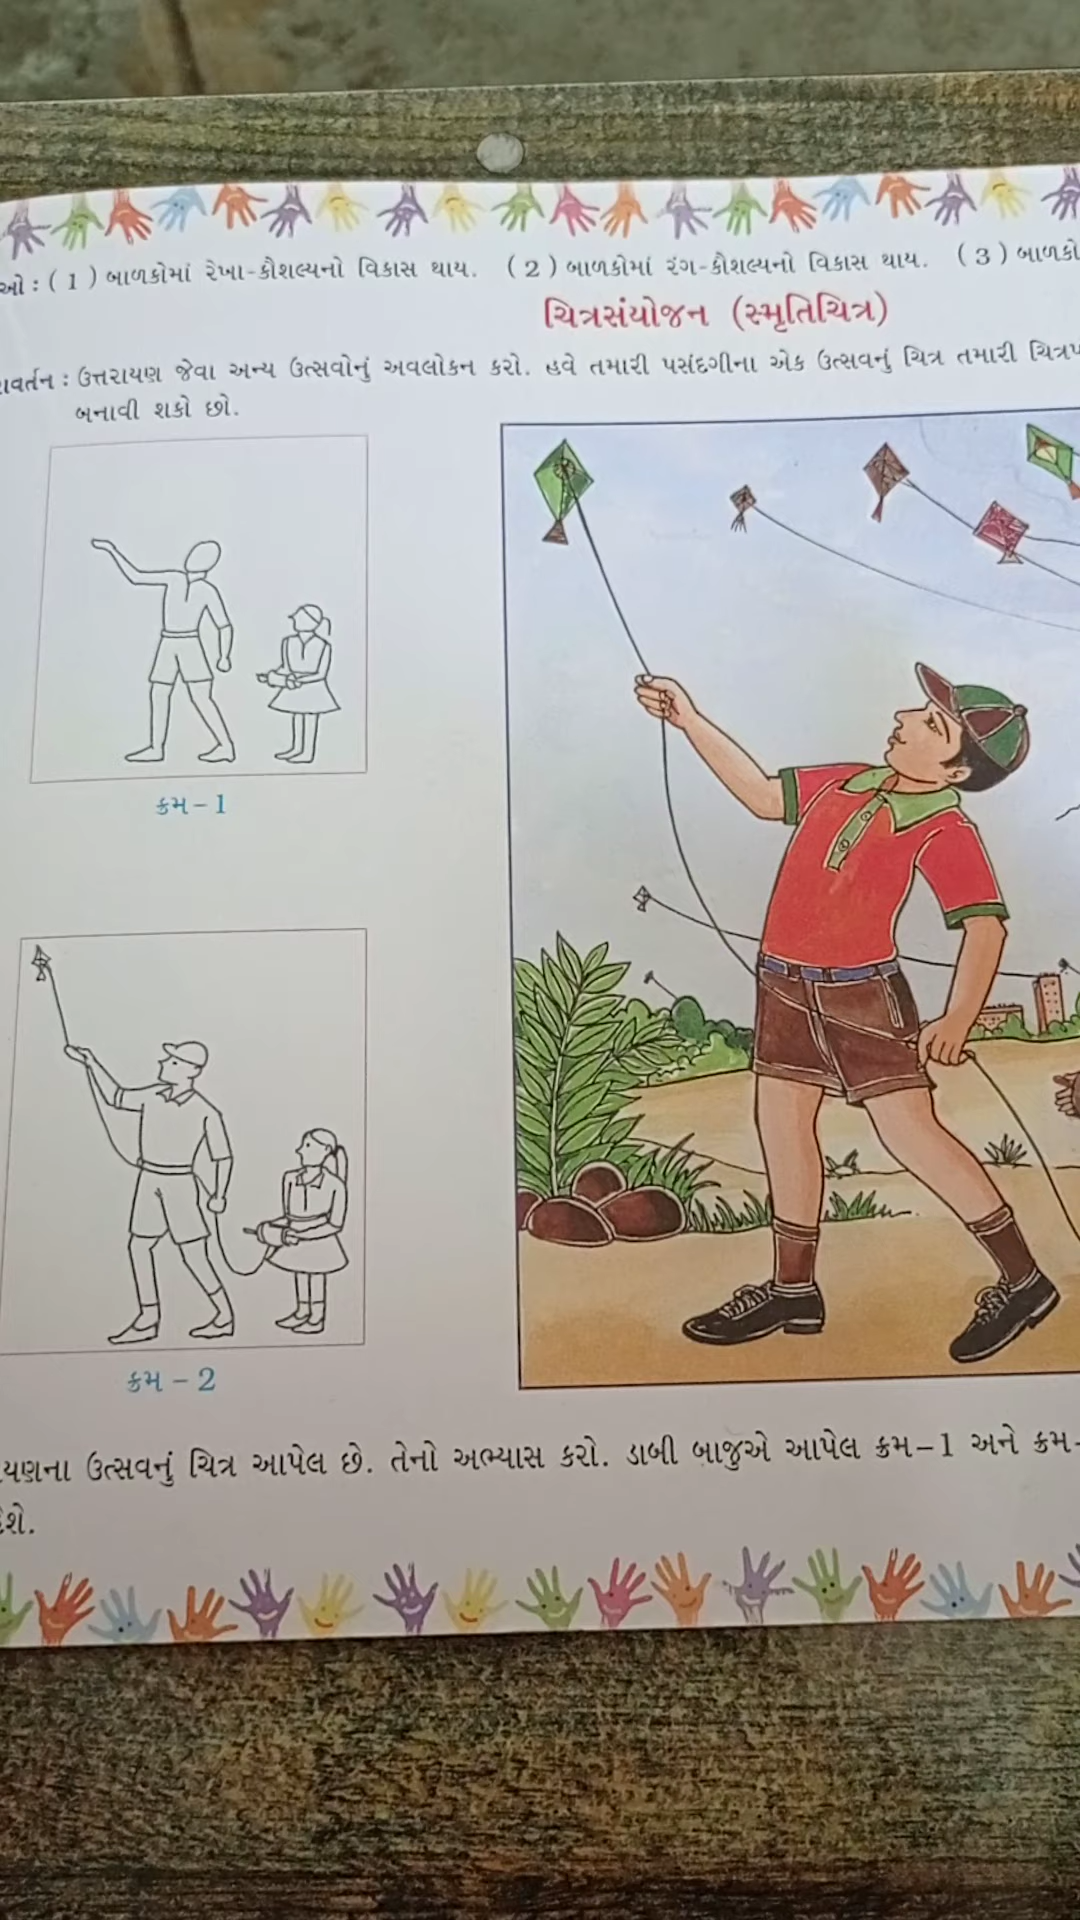 ઓ : (1) બાળકોમાં રેખા-કૌશલ્યનો વિકાસ થાય. (2) બાળકોમાં રંગ-કૌશલ્યનો વિકાસ થાય. (3) બાળકો
ચિત્રસંયોજન (સ્મૃતિચિત્ર)
વર્તન : ઉત્તરાયણ જેવા અન્ય ઉત્સવોનું અવલોકન કરો. હવે તમારી પસંદગીના એક ઉત્સવનું ચિત્ર તમારી
બનાવી શકો છો.
ક્રમ - 1
ક્રમ - 2
યણના ઉત્સવનું ચિત્ર આપેલ છે. તેનો અભ્યાસ કરો. ડાબી બાજુએ આપેલ ક્રમ-1 અને ક્રમ-
શે.